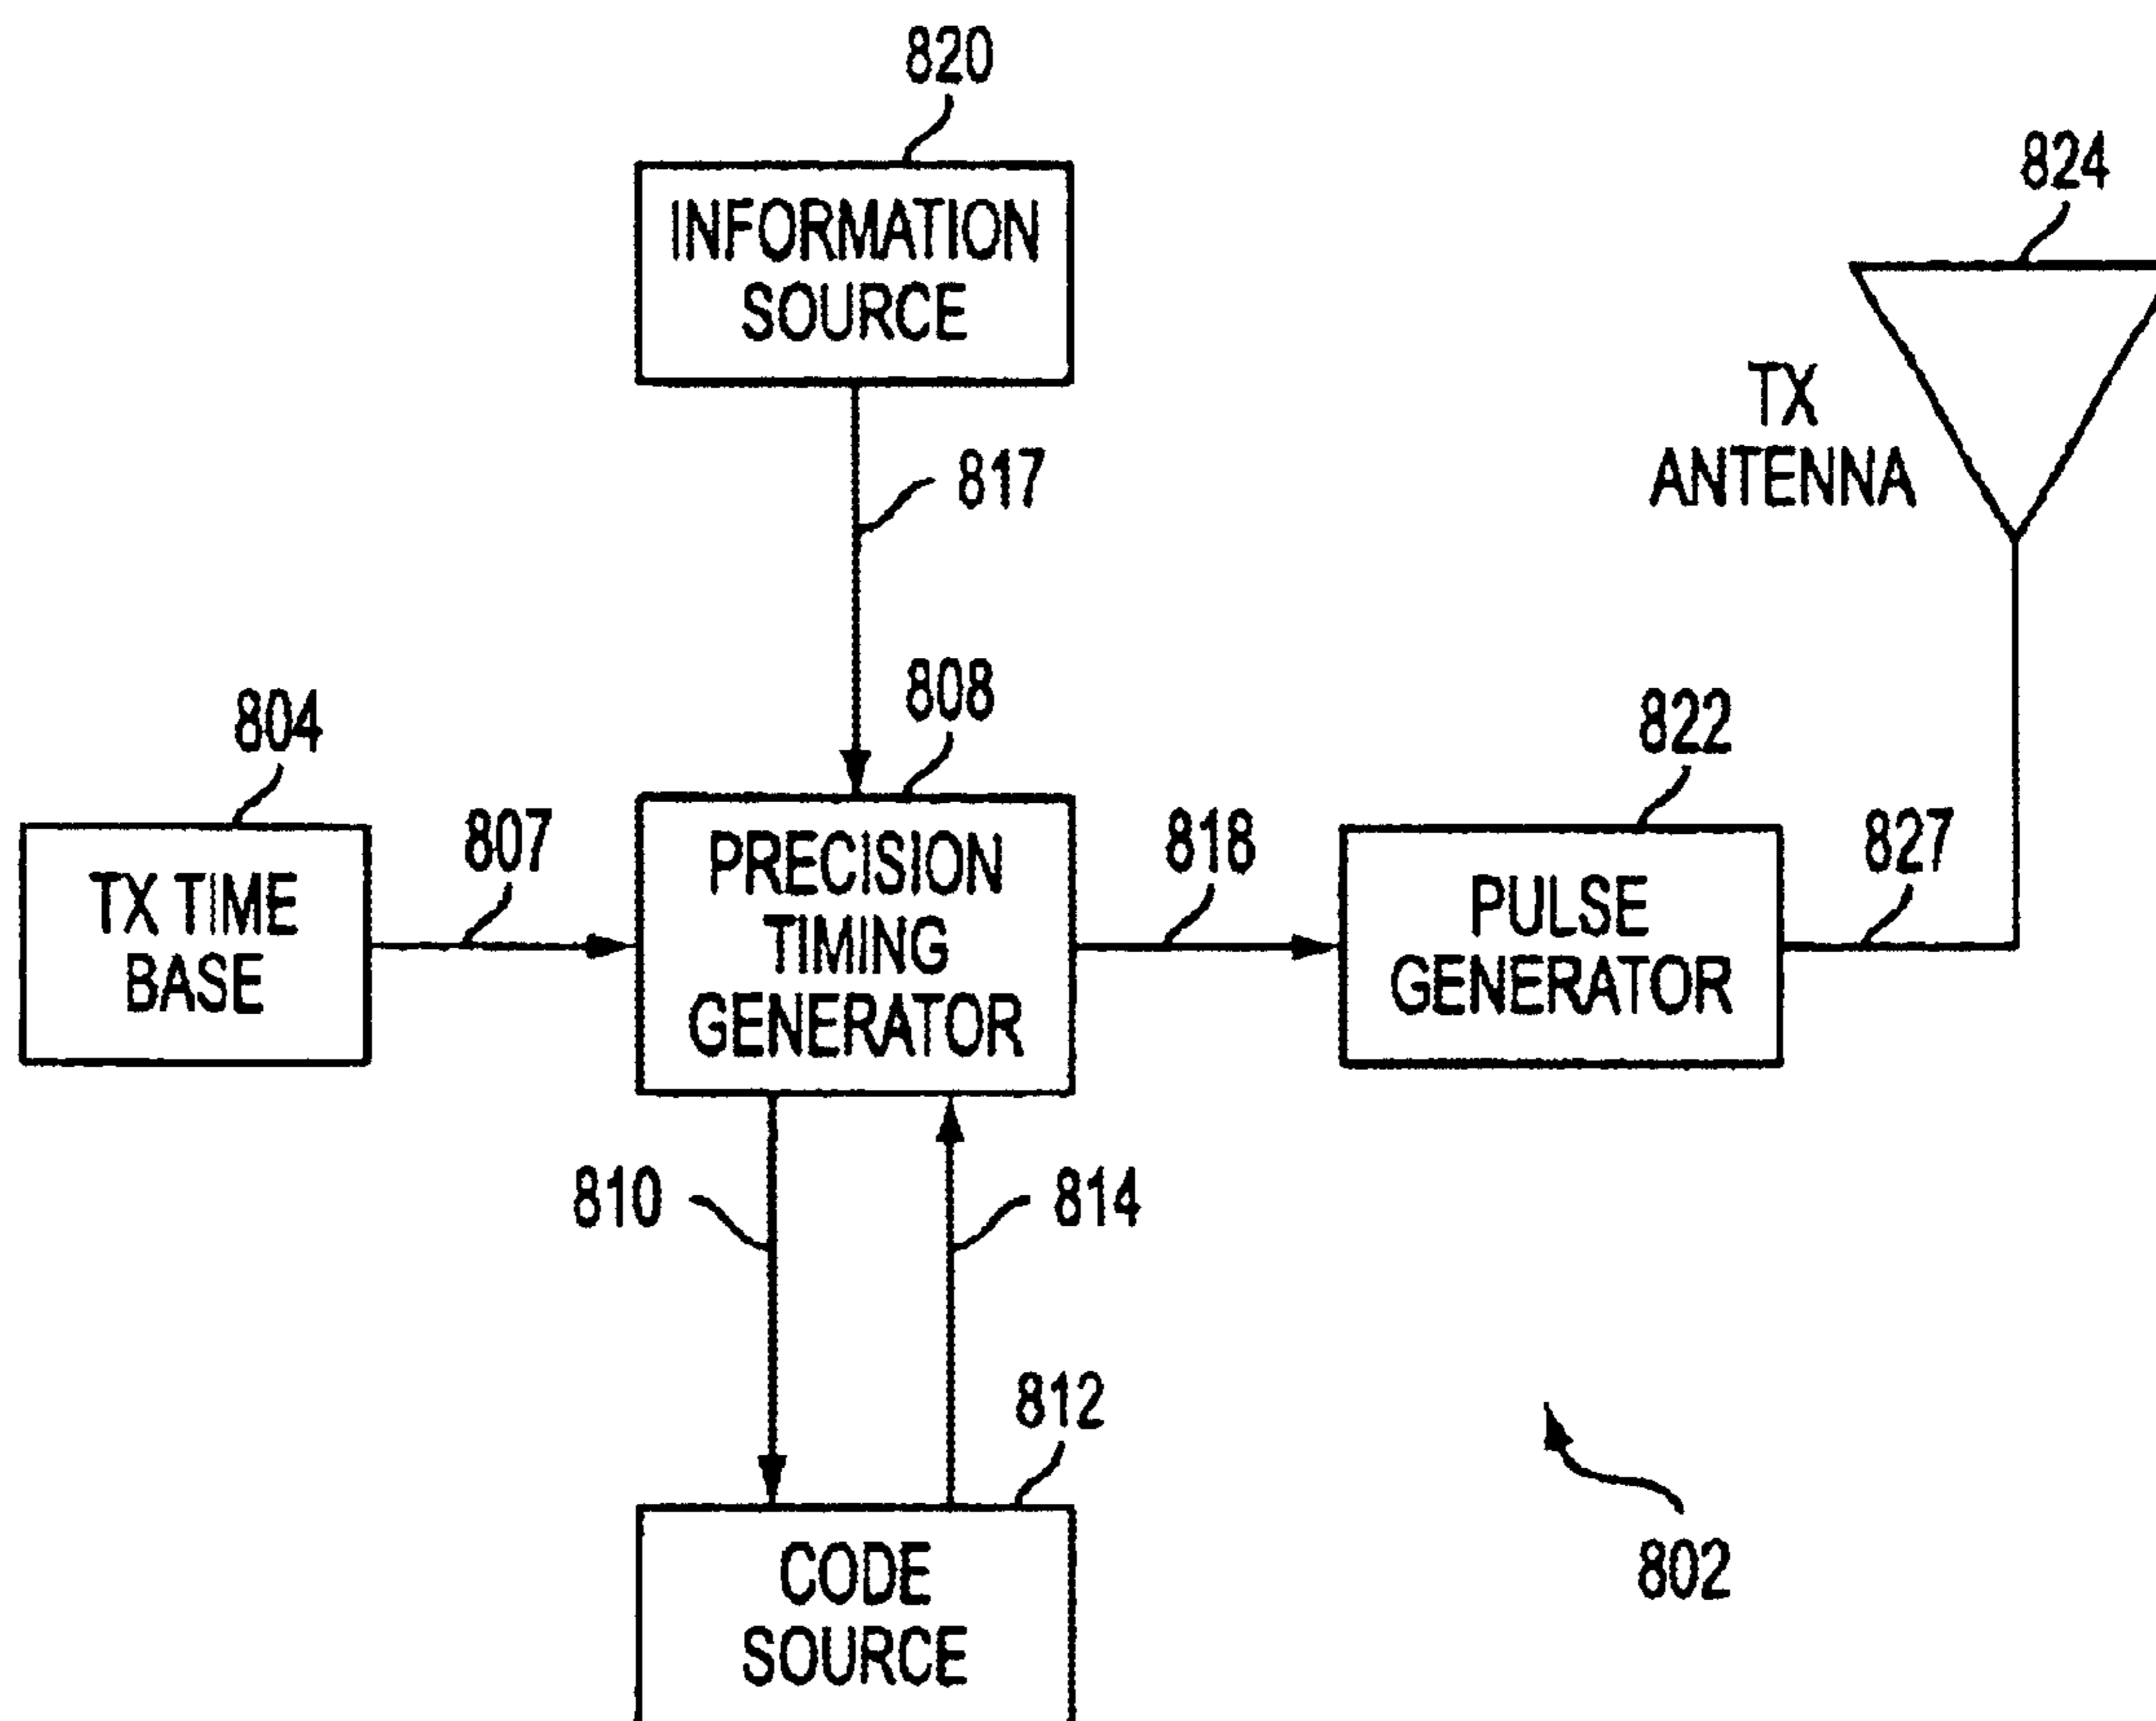 820
INFORMATION
SOURCE
824
TX
ANTENNA
817
808
804
822
807
818
827
TX TIME
BASE
PRECISION
TIMING
GENERATOR
PULSE
GENERATOR
810
814
812
CODE
SOURCE
802